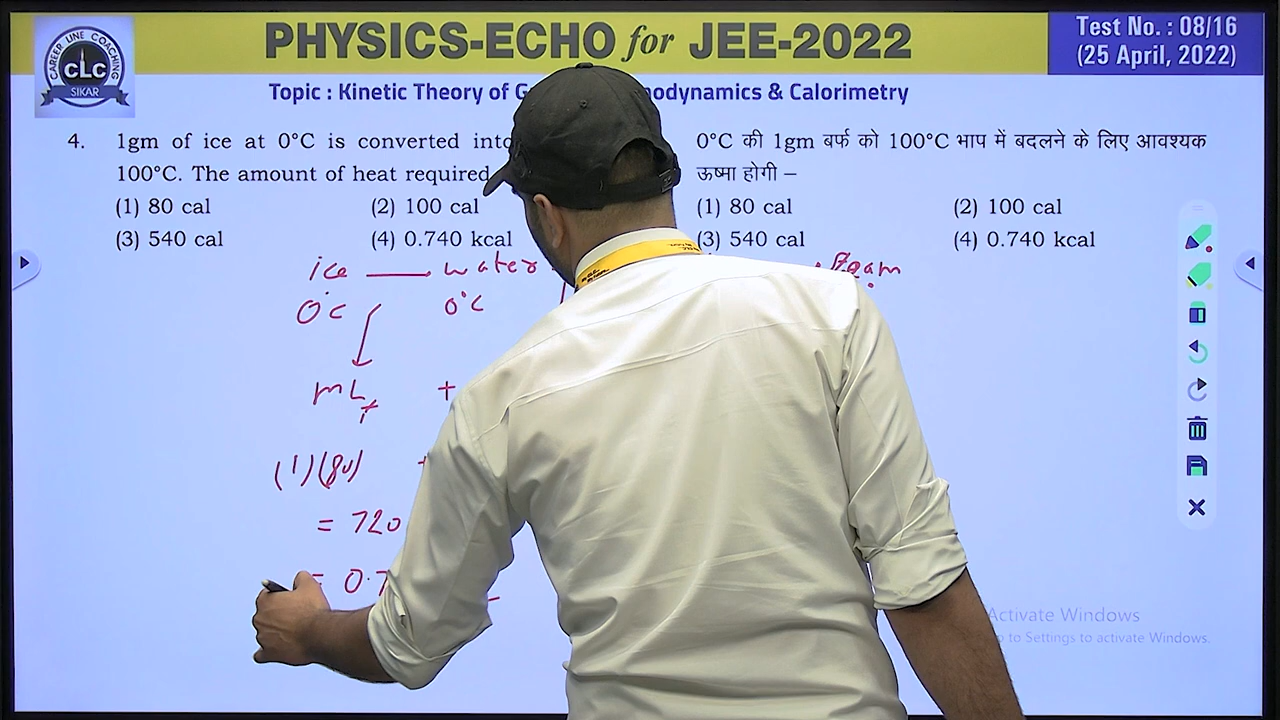 CAREER LINE COACHING
CLC
SIKAR
PHYSICS-ECHO for JEE-2022
Test No. : 08/16
(25 April, 2022)
Topic : Kinetic Theory of G odynamics & Calorimetry
4. 1gm of ice at 0°C is converted into
100°C. The amount of heat required
(1) 80 cal (2) 100 cal
(3) 540 cal (4) 0.740 kcal
0°C की 1gm बर्फ को 100°C भाप में बदलने के लिए आवश्यक
ऊष्मा होगी –
(1) 80 cal (2) 100 cal
(3) 540 cal (4) 0.740 kcal
ice — water
0°C 0°C
mLf +
(1)(80) +
= 720
= 0.7
Activate Windows
to Settings to activate Windows.